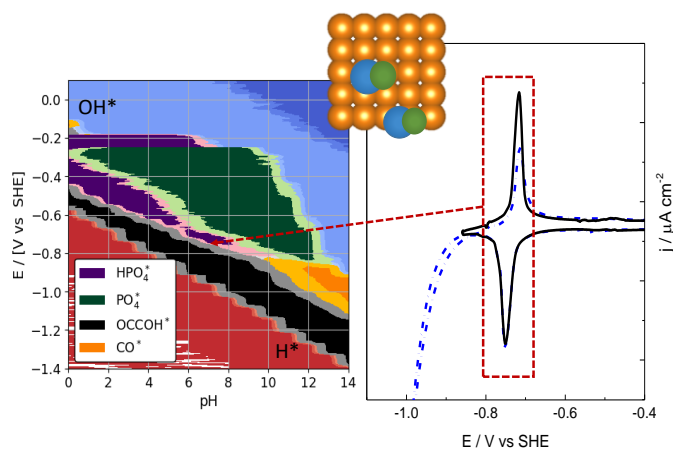 OH*
0.0
−0.2
−0.4
−0.6
−0.8
−1.0
−1.2
−1.4
E / [V vs SHE]
HPO₄*
PO₄*
OCCOH*
CO*
H*
0 2 4 6 8 10 12 14
pH
j / µA cm⁻²
-1.0 -0.8 -0.6 -0.4
E / V vs SHE